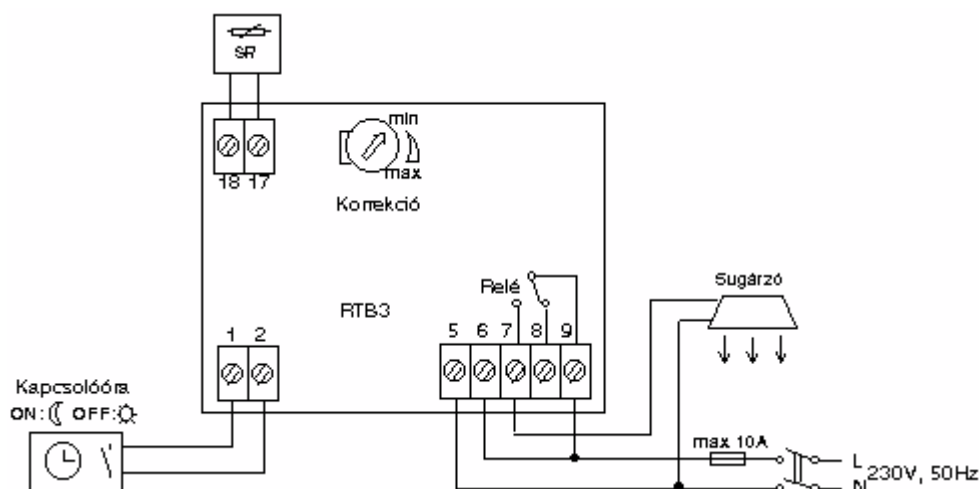 SR
18 17
min
max
Korrekció
RTB3
Relé
1 2
5 6 7 8 9
Sugárzó
Kapcsolóóra
ON: OFF:
max 10A
L
N
230V, 50Hz